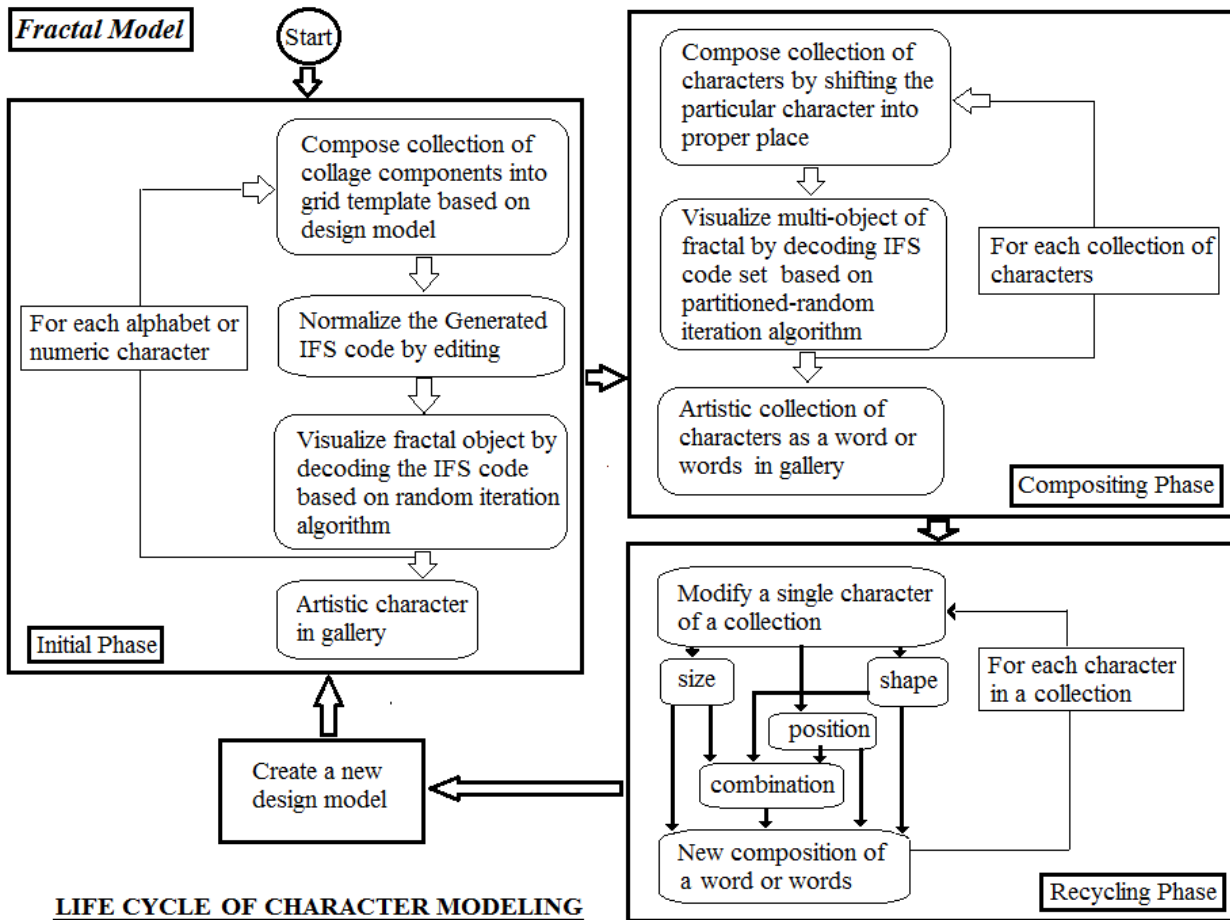 Fractal Model
Start
Compose collection of
collage components into
grid template based on
design model
For each alphabet or
numeric character
Normalize the Generated
IFS code by editing
Visualize fractal object by
decoding the IFS code
based on random iteration
algorithm
Artistic character
in gallery
Initial Phase
Compose collection of
characters by shifting the
particular character into
proper place
Visualize multi-object of
fractal by decoding IFS
code set based on
partitioned-random
iteration algorithm
For each collection of
characters
Artistic collection of
characters as a word or
words in gallery
Compositing Phase
Modify a single character
of a collection
size
shape
For each character
in a collection
position
combination
New composition of
a word or words
Recycling Phase
Create a new
design model
LIFE CYCLE OF CHARACTER MODELING